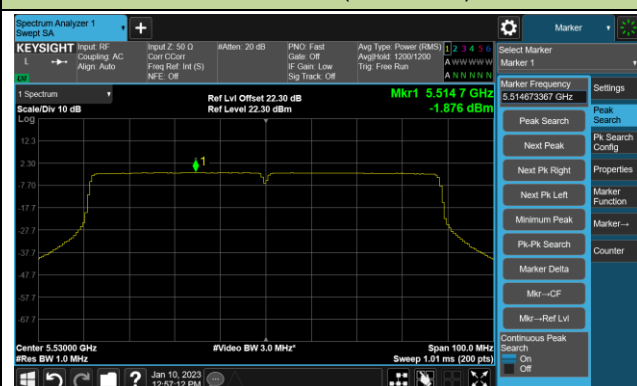 Spectrum Analyzer 1
Swept SA
Marker
KEYSIGHT
L
Input: RF
Coupling: AC
Align: Auto
Input Z: 50 Ω
Corr CCorr
Freq Ref: Int (S)
NFE: Off
#Atten: 20 dB
PNO: Fast
Gate: Off
IF Gain: Low
Sig Track: Off
Avg Type: Power (RMS)
Avg|Hold: 1200/1200
Trig: Free Run
1 2 3 4 5 6
A W W W W W
A N N N N N
Select Marker
Marker 1
1 Spectrum
Scale/Div 10 dB
Log
Ref Lvl Offset 22.30 dB
Ref Level 22.30 dBm
Mkr1 5.514 7 GHz
-1.876 dBm
12.3
2.30
-7.70
-17.7
-27.7
-37.7
-47.7
-57.7
-67.7
1
Center 5.53000 GHz
#Res BW 1.0 MHz
#Video BW 3.0 MHz*
Span 100.0 MHz
Sweep 1.01 ms (200 pts)
Marker Frequency
5.514673367 GHz
Peak Search
Next Peak
Next Pk Right
Next Pk Left
Minimum Peak
Pk-Pk Search
Marker Delta
Mkr→CF
Mkr→Ref Lvl
Continuous Peak
Search
On
Off
Settings
Peak
Search
Pk Search
Config
Properties
Marker
Function
Marker→
Counter
Jan 10, 2023
12:57:12 PM